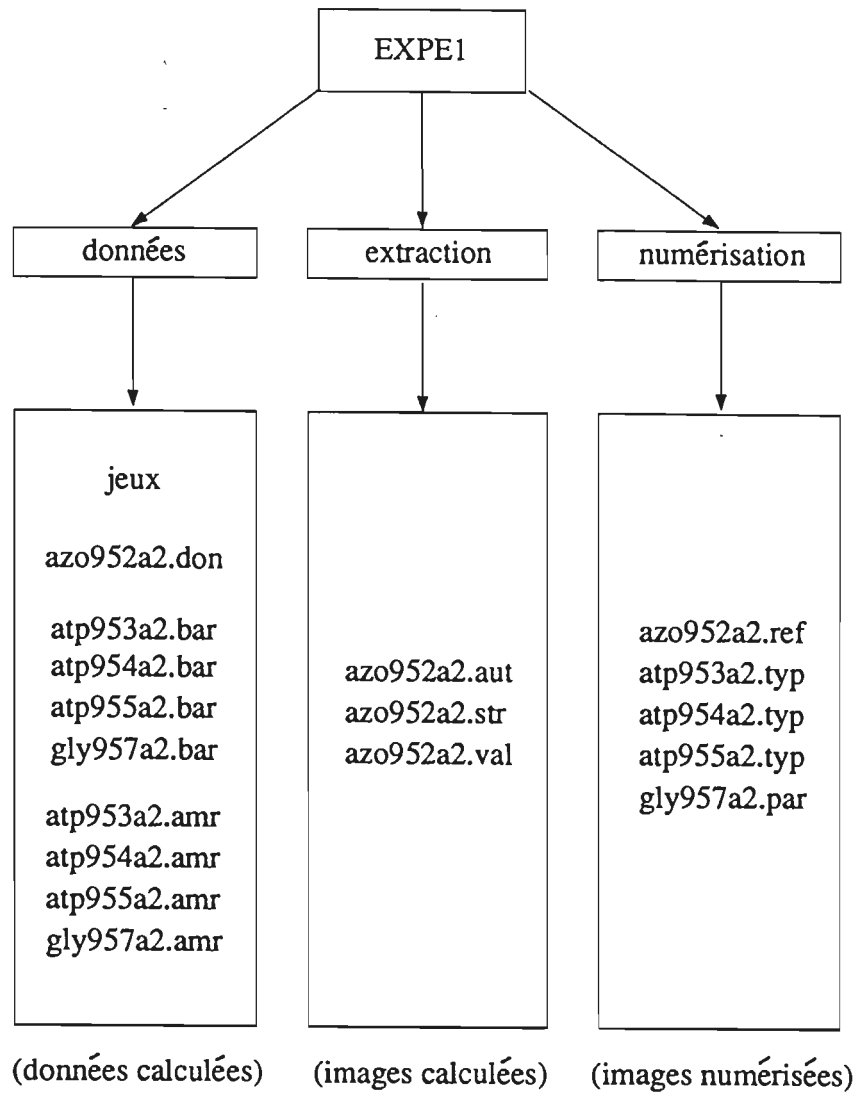 EXPE1
données
extraction
numérisation
jeux
azo952a2.don
atp953a2.bar
atp954a2.bar
atp955a2.bar
gly957a2.bar
atp953a2.amr
atp954a2.amr
atp955a2.amr
gly957a2.amr
azo952a2.aut
azo952a2.str
azo952a2.val
azo952a2.ref
atp953a2.typ
atp954a2.typ
atp955a2.typ
gly957a2.par
(données calculées)
(images calculées)
(images numérisées)